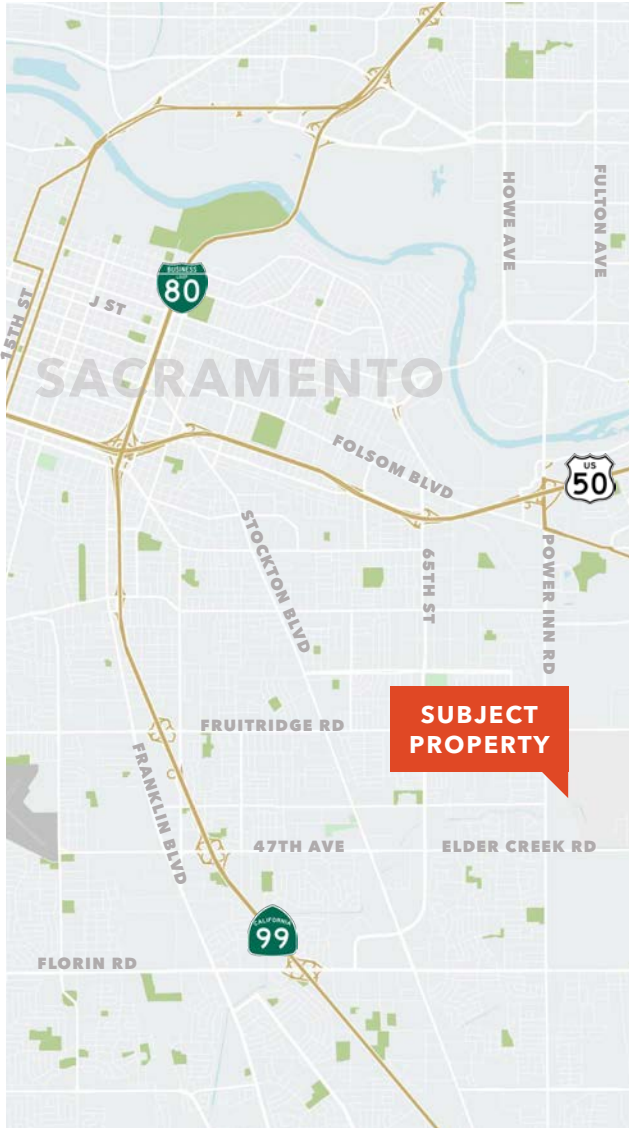 HOWE AVE
FULTON AVE
BUSINESS
LOOP
80
15TH ST
J ST
SACRAMENTO
FOLSOM BLVD
US
50
STOCKTON BLVD
65TH ST
POWER INN RD
SUBJECT
PROPERTY
FRUITRIDGE RD
FRANKLIN BLVD
47TH AVE
ELDER CREEK RD
CALIFORNIA
99
FLORIN RD